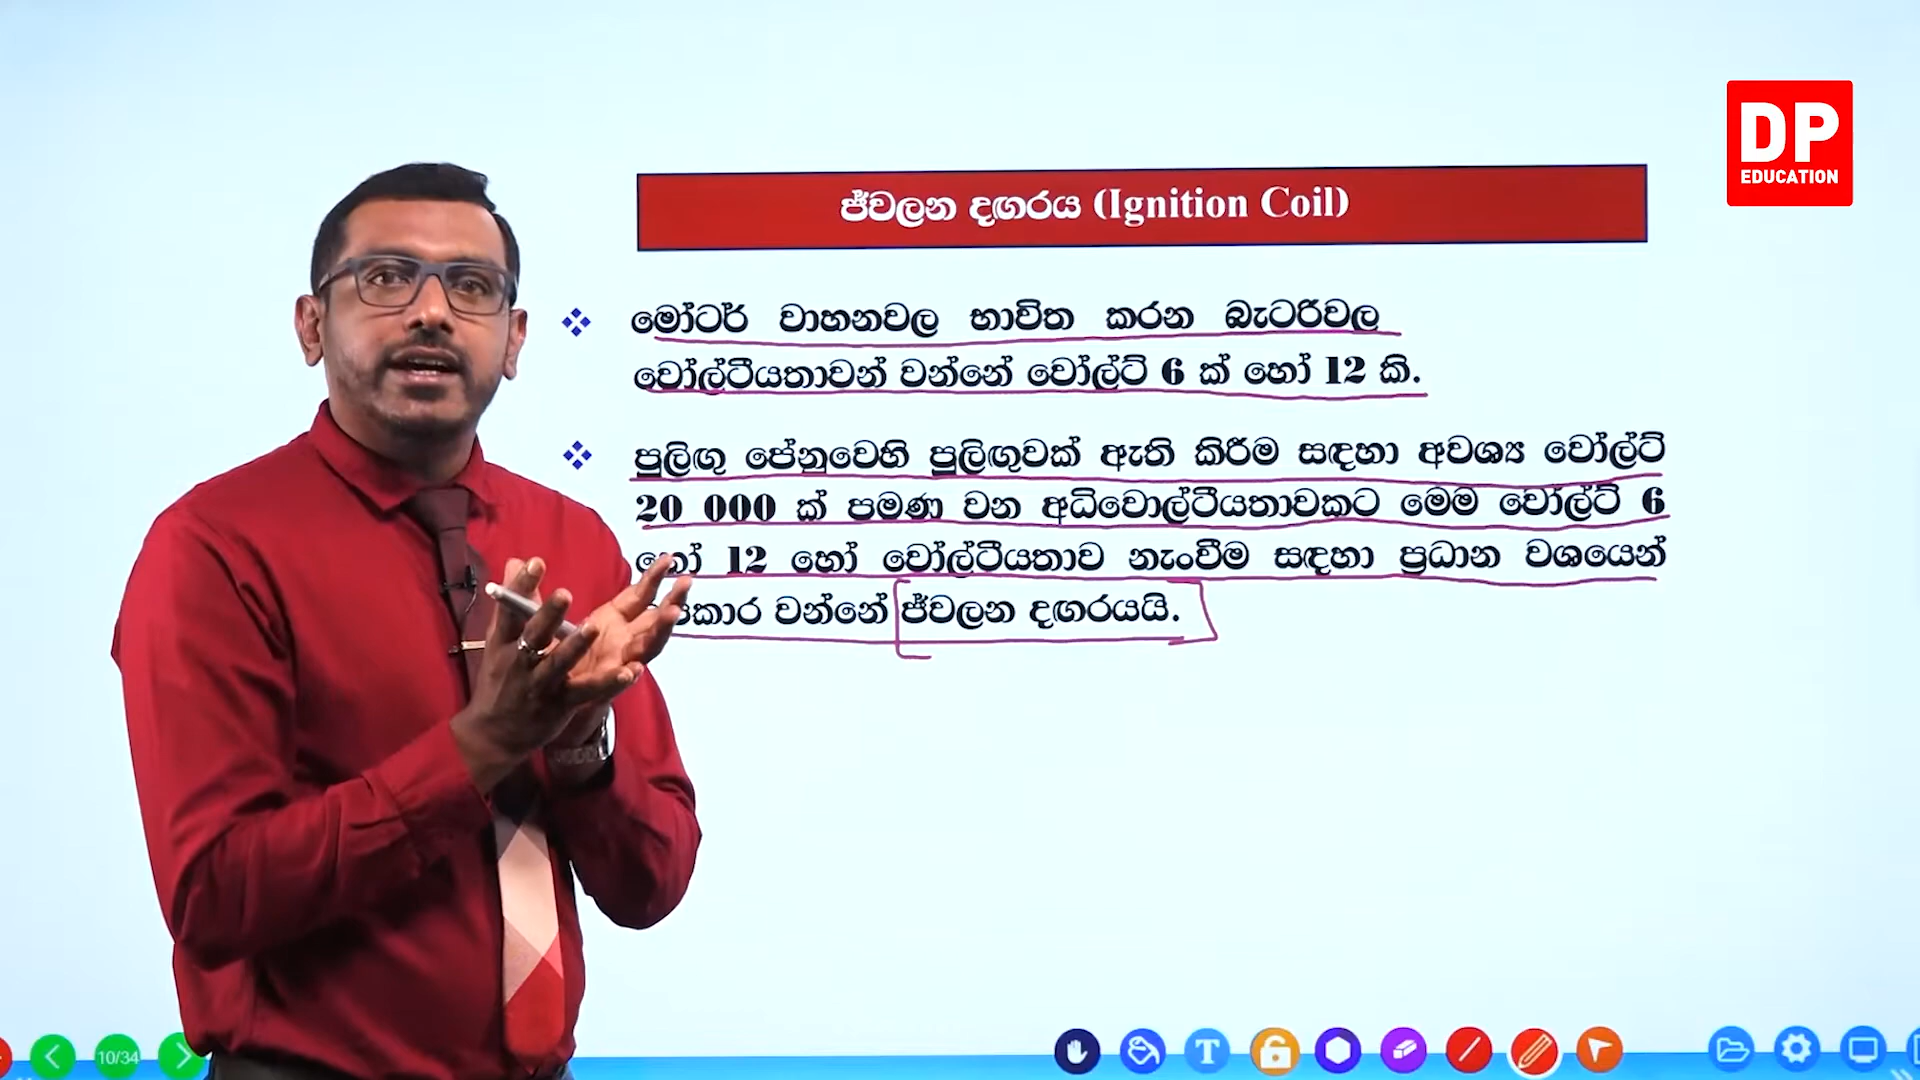 DP
EDUCATION
ජ්වලන දඟරය (Ignition Coil)
මෝටර් වාහනවල භාවිත කරන බැටරිවල
වෝල්ටීයතාවන් වන්නේ වෝල්ට් 6 ක් හෝ 12 කි.
පුලිඟු පේනුවෙහි පුලිඟුවක් ඇති කිරීම සඳහා අවශ්‍ය වෝල්ට්
20 000 ක් පමණ වන අධිවොල්ටීයතාවකට මෙම වෝල්ට් 6
හෝ 12 හෝ වෝල්ටීයතාව නැංවීම සඳහා ප්‍රධාන වශයෙන්
වන්නේ ජ්වලන දඟරයයි.
10/34
T